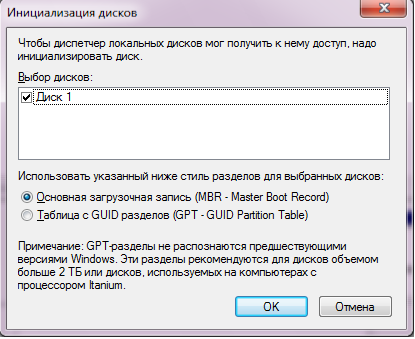 Инициализация дисков
Чтобы диспетчер локальных дисков мог получить к нему доступ, надо
инициализировать диск.
Выбор дисков:
Диск 1
Использовать указанный ниже стиль разделов для выбранных дисков:
Основная загрузочная запись (MBR - Master Boot Record)
Таблица с GUID разделов (GPT - GUID Partition Table)
Примечание: GPT-разделы не распознатся предшествующими
версиями Windows. Эти разделы рекомендуются для дисков объемом
больше 2 ТБ или дисков, используемых на компьютерах с
процессором Itanium.
OK
Отмена